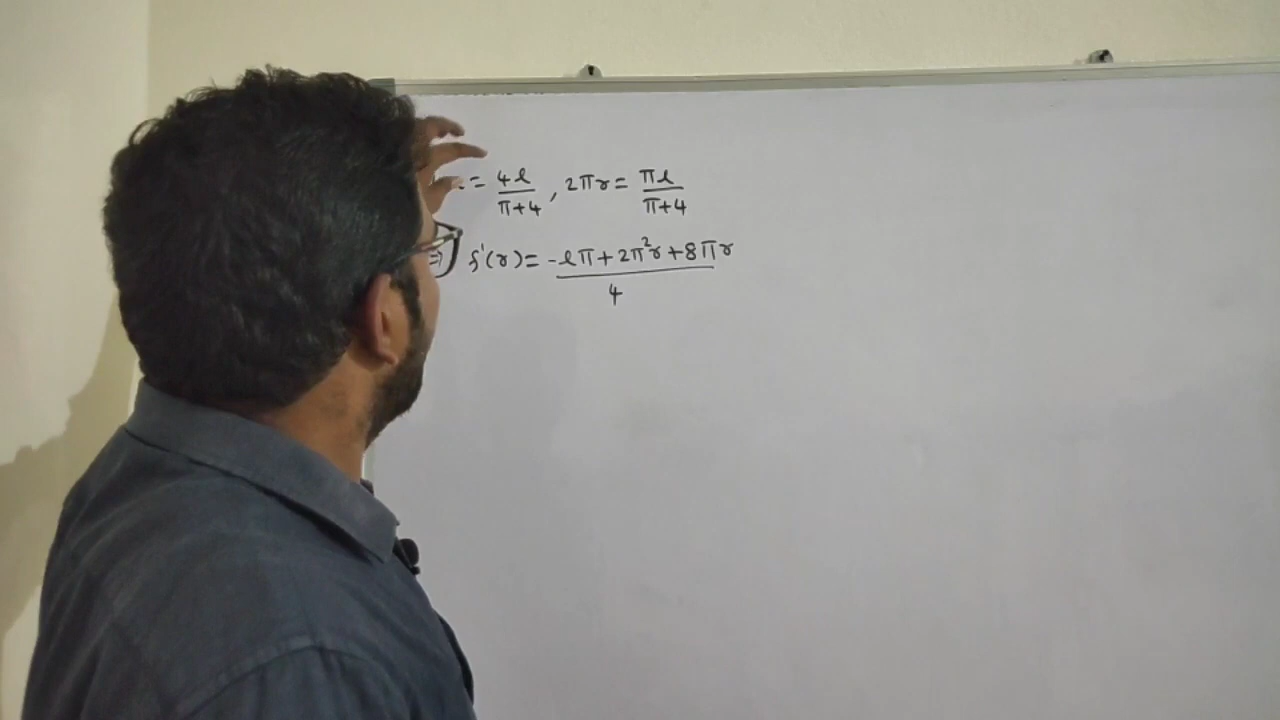 = 4l/(π+4), 2πr = πl/(π+4)
⇒ f'(r) = (-lπ + 2π²r + 8πr)/4